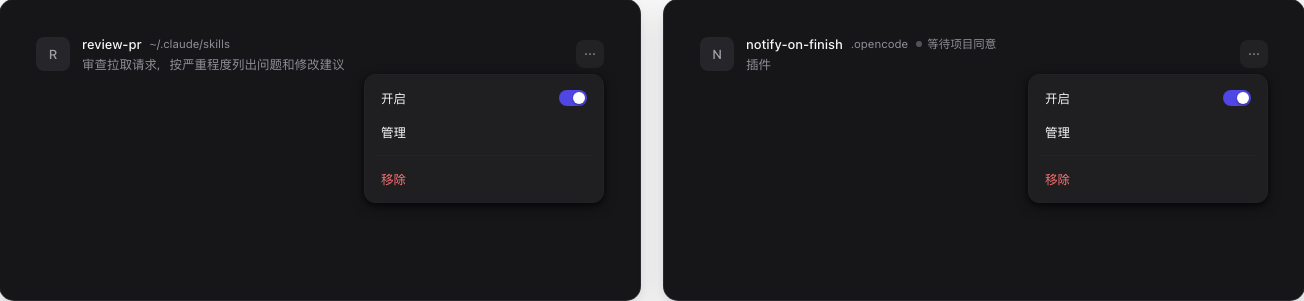 R
review-pr ~/.claude/skills
审查拉取请求，按严重程度列出问题和修改建议
...
开启
管理
移除
N
notify-on-finish .opencode 等待项目同意
插件
...
开启
管理
移除